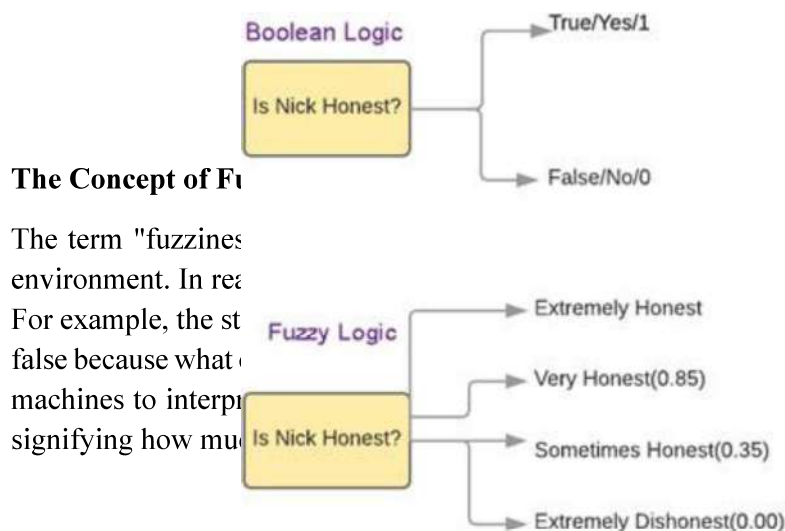 Boolean Logic
True/Yes/1
Is Nick Honest?
False/No/0
The Concept of
The term "fuzzines
environment. In rea
For example, the st
false because what
machines to interpr
signifying how muc
Fuzzy Logic
Is Nick Honest?
Extremely Honest
Very Honest(0.85)
Sometimes Honest(0.35)
Extremely Dishonest(0.00)